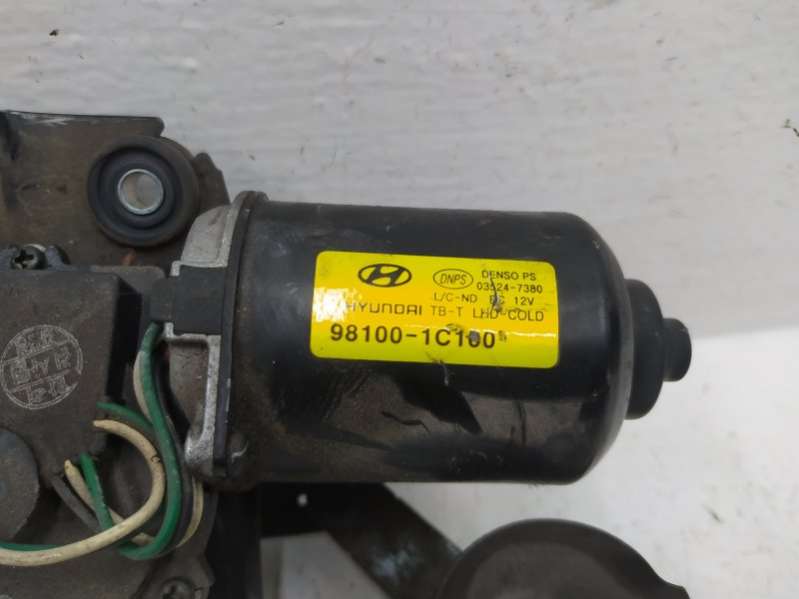 DNPS DENSO PS
03524-7380
L/C-ND DC 12V
HYUNDAI TB-T LHD COLD
98100-1C100